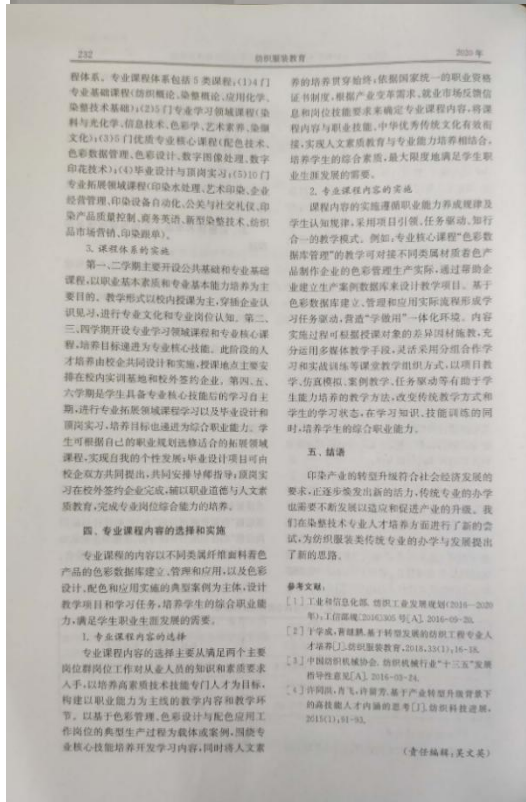 232
纺织服装教育
2020 年
程体系。专业课程体系包括 5 类课程:(1)4 门
专业基础课程(纺织概论、染整概论、应用化学、
染整技术基础);(2)5 门专业学习领域课程(染
料与光化学、信息技术、色彩学、艺术素养、染缬
文化);(3)5 门优质专业核心课程(配色技术、
色彩数据管理、色彩设计、数字图像处理、数字
印花技术);(4)毕业设计与顶岗实习;(5)10 门
专业拓展领域课程(印染水处理、艺术印染、企业
经营管理、印染设备自动化、公关与社交礼仪、印
染产品质量控制、商务英语、新型染整技术、纺织
品市场营销、印染跟单)。
3. 课程体系的实施
第一、二学期主要开设公共基础和专业基础
课程,以职业基本素质和专业基本能力培养为主
要目的。教学形式以校内授课为主,穿插企业认
识见习,进行专业文化和专业岗位认知。第二、
三、四学期开设专业学习领域课程和专业核心课
程,培养目标递进为专业核心技能。此阶段的人
才培养由校企共同设计和实施,授课地点主要安
排在校内实训基地和校外签约企业。第四、五、
六学期是学生具备专业核心技能后的学习自主
期,进行专业拓展领域课程学习以及毕业设计和
顶岗实习,培养目标也递进为综合职业能力。学
生可根据自己的职业规划选修适合的拓展领域
课程,实现自我的个性发展;毕业设计项目可由
校企双方共同提出,共同安排导师指导;顶岗实
习在校外签约企业完成,辅以职业道德与人文素
质教育,完成专业岗位综合能力的培养。
四、专业课程内容的选择和实施
专业课程的内容以不同类属纤维面料着色
产品的色彩数据库建立、管理和应用,以及色彩
设计、配色和应用实施的典型案例为主体,设计
教学项目和学习任务,培养学生的综合职业能
力,满足学生职业生涯发展的需要。
1. 专业课程内容的选择
专业课程内容的选择主要从满足两个主要
岗位群岗位工作对从业人员的知识和素质要求
入手,以培养高素质技术技能专门人才为目标,
构建以职业能力为主线的教学内容和教学环
节。以基于色彩管理、色彩设计与配色应用工
作岗位的典型生产过程为载体或案例,围绕专
业核心技能培养开发学习内容,同时将人文素
养的培养贯穿始终;依据国家统一的职业资格
证书制度,根据产业变革需求、就业市场反馈信
息和岗位技能要求来确定专业课程内容,将课
程内容与职业技能、中华优秀传统文化有效衔
接,实现人文素质教育与专业能力培养相结合,
培养学生的综合素质,最大限度地满足学生职
业生涯发展的需要。
2. 专业课程内容的实施
课程内容的实施遵循职业能力养成规律及
学生认知规律,采用项目引领、任务驱动、知行
合一的教学模式。例如,专业核心课程“色彩数
据库管理”的教学可对接不同类属材质着色产
品制作企业的色彩管理生产实际,通过帮助企
业建立生产案例数据库来设计教学项目。基于
色彩数据库建立、管理和应用实际流程形成学
习任务驱动,营造“学做用”一体化环境。内容
实施过程可根据授课对象的差异因材施教,充
分运用多媒体教学手段,灵活采用分组合作学
习和实战训练等课堂教学组织方式,以项目教
学、仿真模拟、案例教学、任务驱动等有助于学
生能力培养的教学方法,改变传统教学方式和
学生的学习状态,在学习知识、技能训练的同
时,培养学生的综合职业能力。
五、结语
印染产业的转型升级符合社会经济发展的
要求,正逐步焕发出新的活力,传统专业的办学
也需要不断发展以适应和促进产业的升级。我
们在染整技术专业人才培养方面进行了新的尝
试,为纺织服装类传统专业的办学与发展提出
了新的思路。
参考文献:
[1] 工业和信息化部. 纺织工业发展规划(2016—2020
年):工信部规〔2016〕305 号[A]. 2016-09-20.
[2] 于学成,曹继鹏.基于转型发展的纺织工程专业人
才培养[J].纺织服装教育,2018,33(1),16-18.
[3] 中国纺织机械协会. 纺织机械行业“十三五”发展
指导性意见[A]. 2016-03-24.
[4] 许同洪,肖飞,许留芳.基于产业转型升级背景下
的高技能人才内涵的思考[J].纺织科技进展,
2015(1),91-93.
(责任编辑:吴文英)